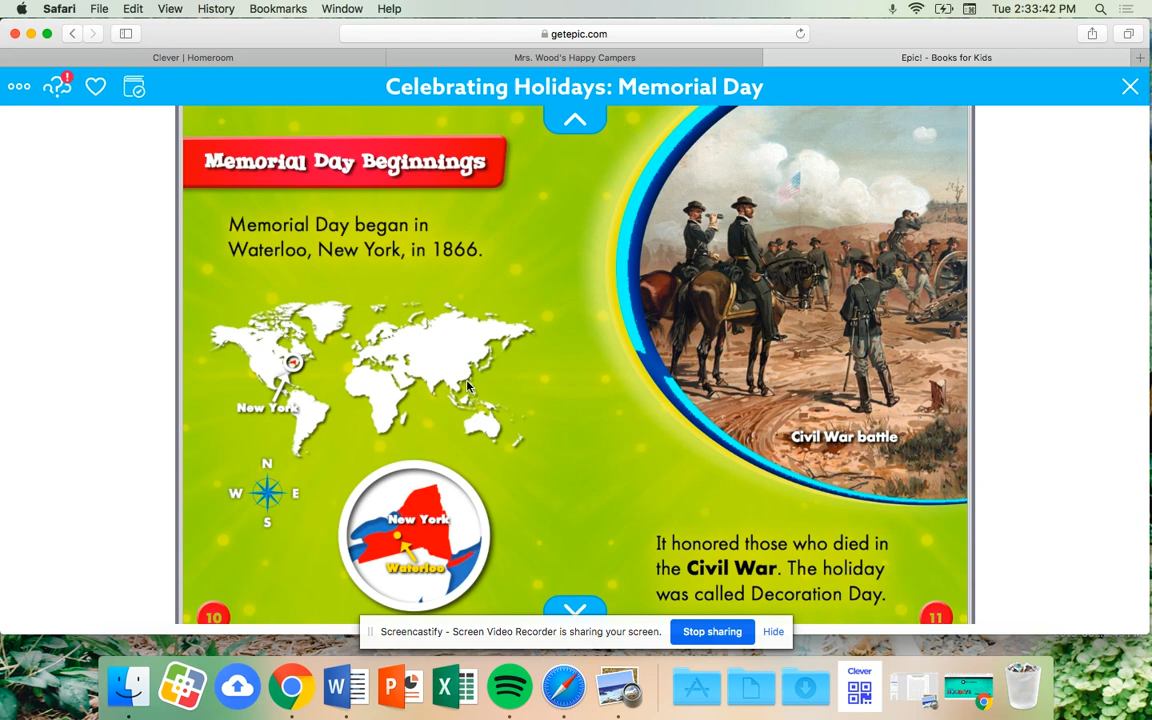 Safari File Edit View History Bookmarks Window Help Tue 2:33:42 PM
getepic.com
Clever | Homeroom Mrs. Wood's Happy Campers Epic! - Books for Kids
Celebrating Holidays: Memorial Day
Memorial Day Beginnings
Memorial Day began in
Waterloo, New York, in 1866.
New York
N
W E
S
New York
Waterloo
10
Civil War battle
It honored those who died in
the Civil War. The holiday
was called Decoration Day.
11
Screencastify - Screen Video Recorder is sharing your screen. Stop sharing Hide
Clever